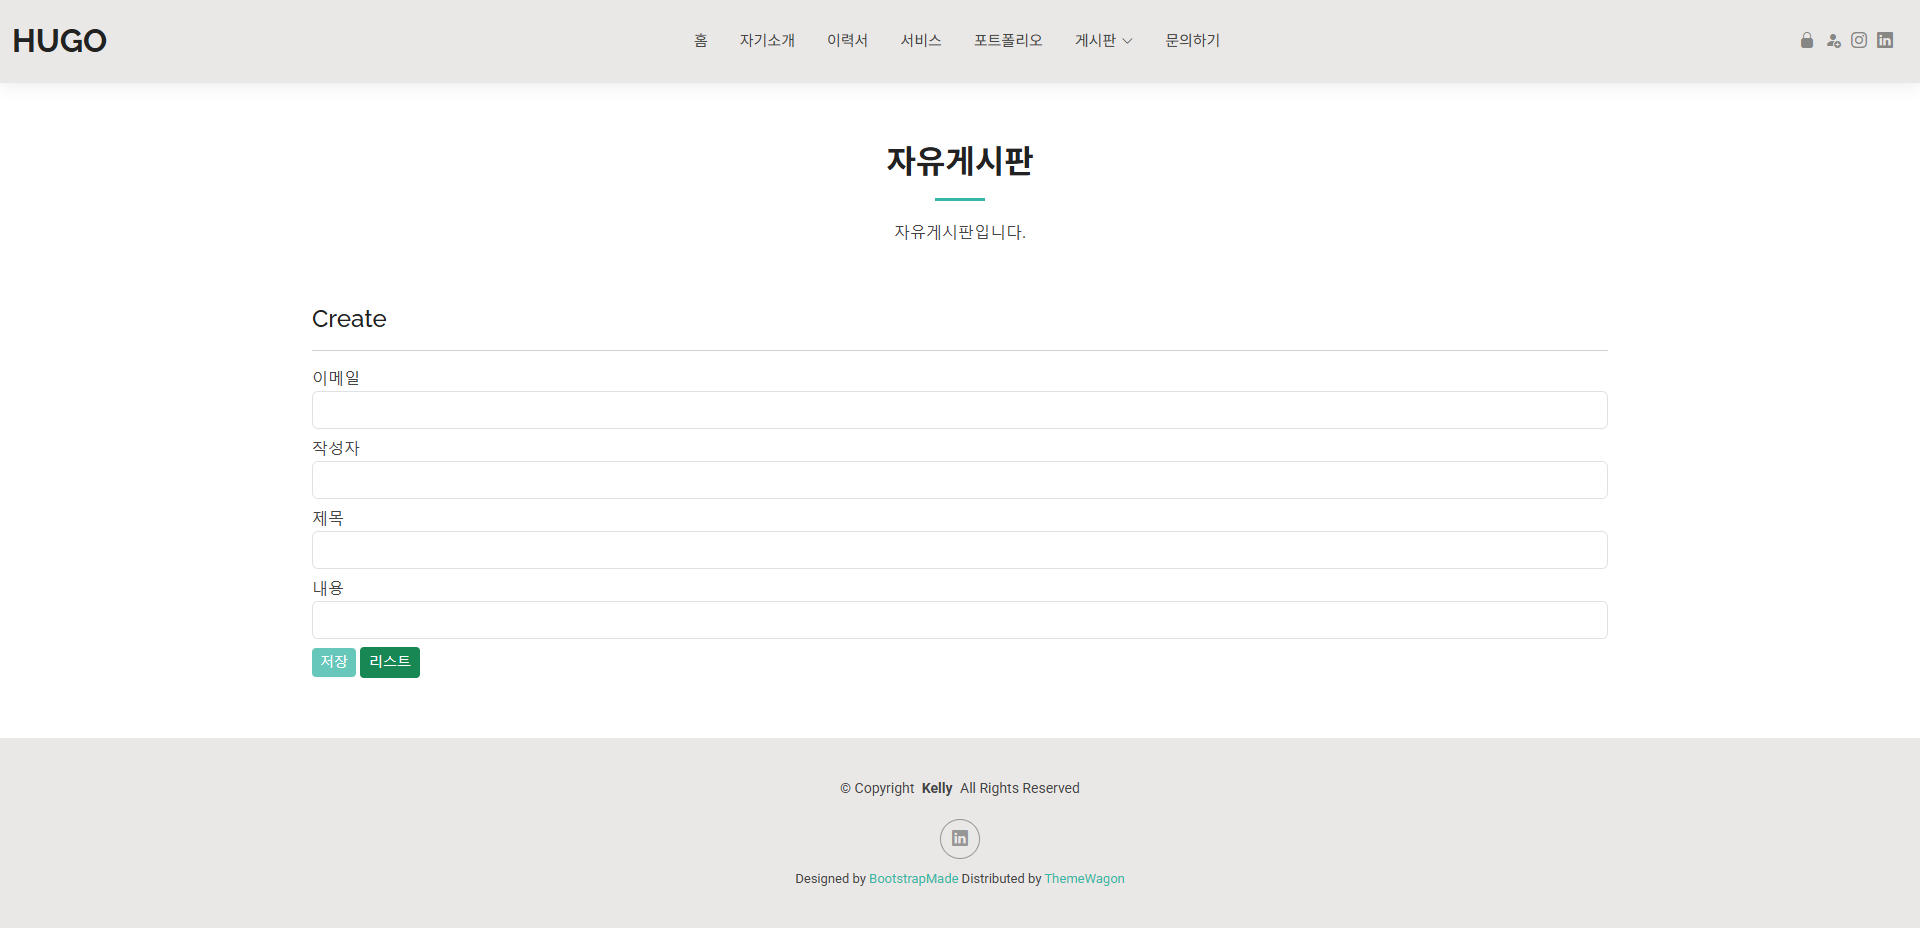 HUGO
홈 자기소개 이력서 서비스 포트폴리오 게시판 문의하기
자유게시판
자유게시판입니다.
Create
이메일
작성자
제목
내용
저장 리스트
© Copyright Kelly All Rights Reserved
Designed by BootstrapMade Distributed by ThemeWagon